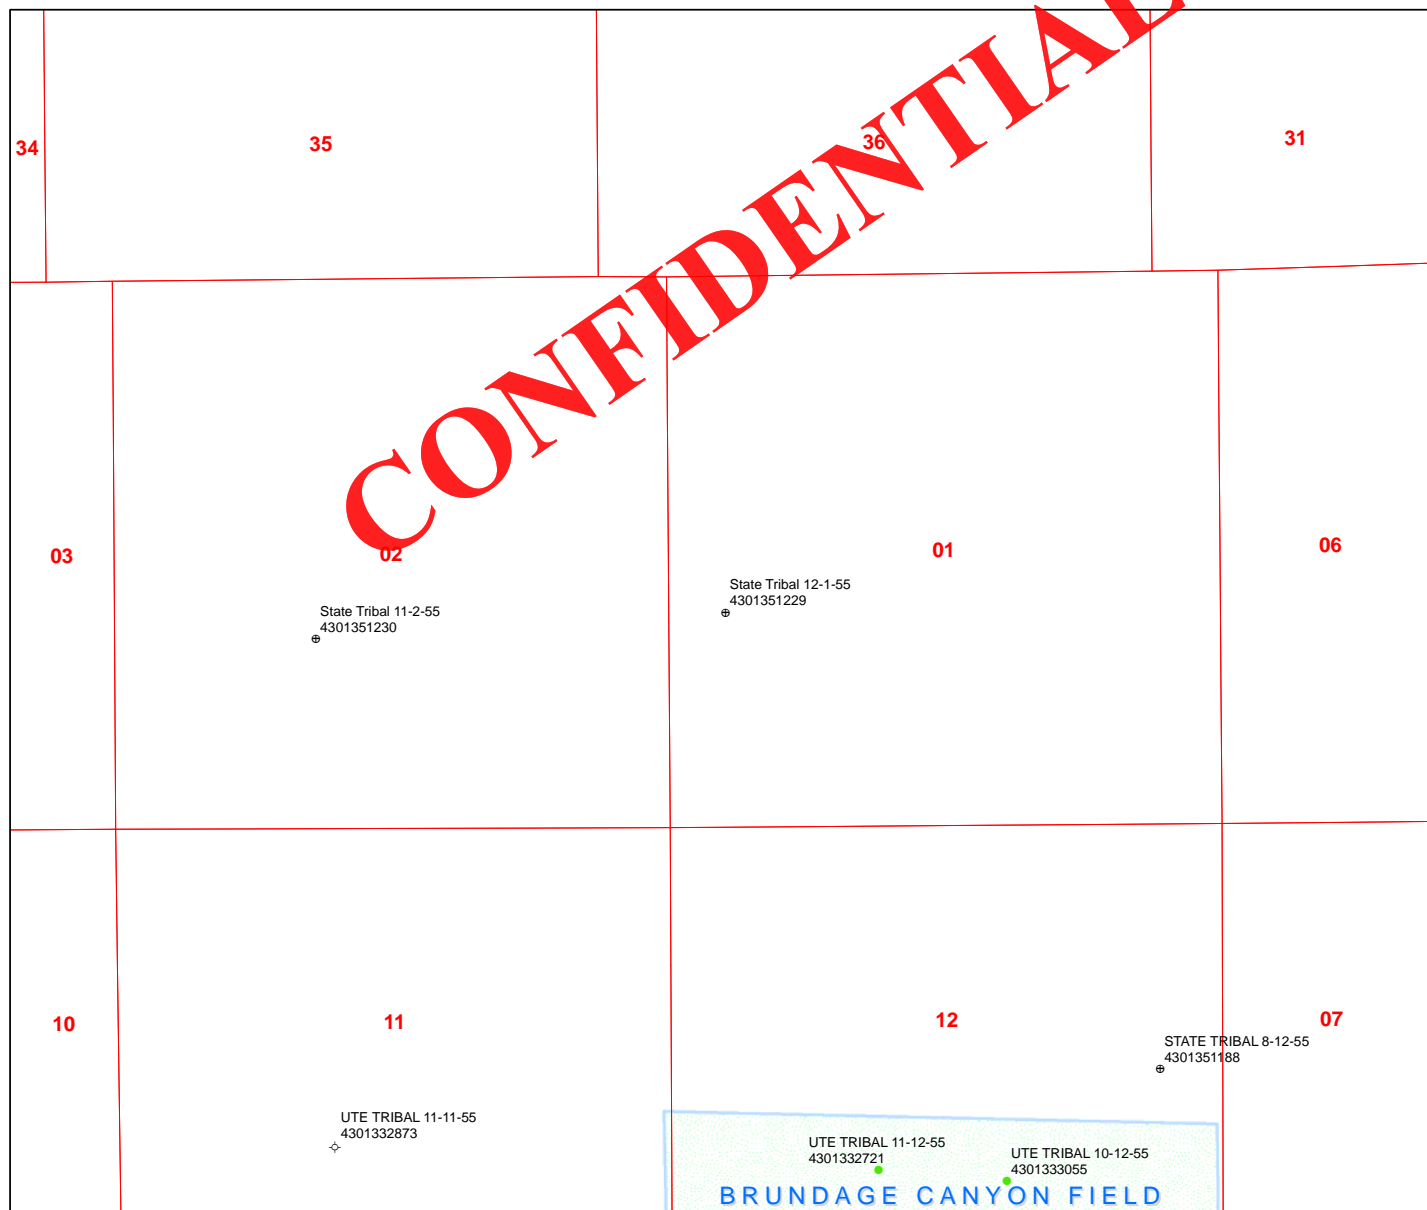 CONFIDENTIAL
34
35
36
31
03
02
01
06
State Tribal 12-1-55
4301351229
State Tribal 11-2-55
4301351230
10
11
12
07
STATE TRIBAL 8-12-55
4301351188
UTE TRIBAL 11-11-55
4301332873
UTE TRIBAL 11-12-55
4301332721
UTE TRIBAL 10-12-55
4301333055
BRUNDAGE CANYON FIELD